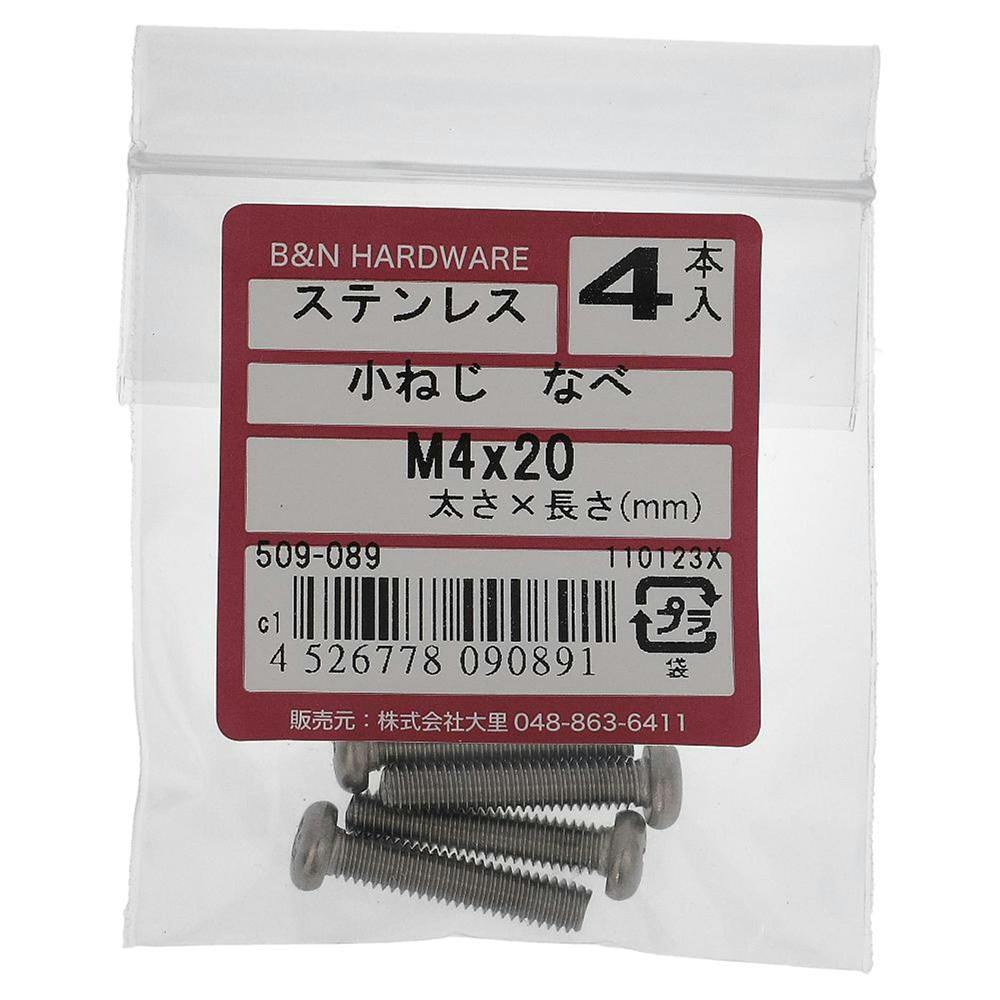 B&N HARDWARE
4本入
ステンレス
小ねじ なべ
M4x20
太さ×長さ(mm)
509-089 110123X
c1
プラ
4 526778 090891
袋
販売元：株式会社大里 048-863-6411